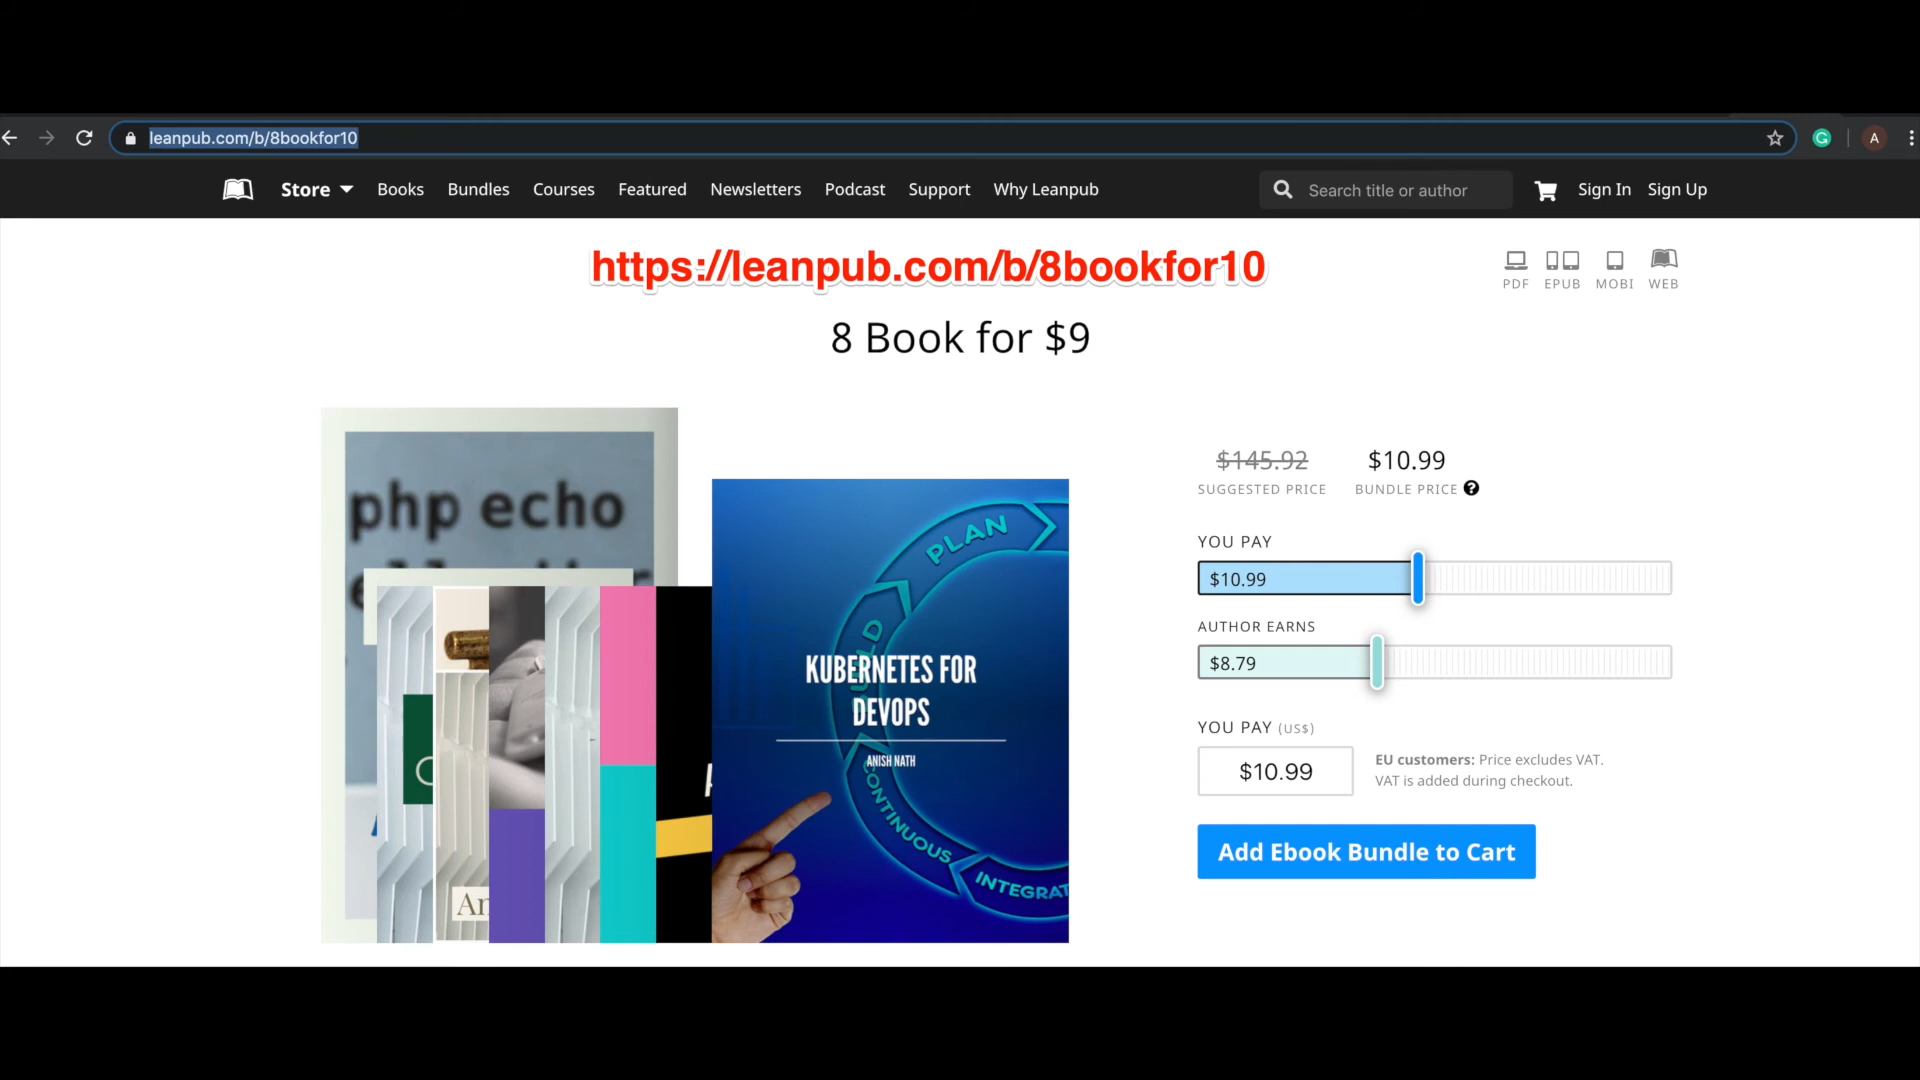 leanpub.com/b/8bookfor10
A
Store Books Bundles Courses Featured Newsletters Podcast Support Why Leanpub Search title or author Sign In Sign Up
https://leanpub.com/b/8bookfor10
PDF EPUB MOBI WEB
8 Book for $9
php echo
An
PLAN
BUILD
CONTINUOUS
INTEGRAT
KUBERNETES FOR
DEVOPS
ANISH NATH
$145.92 $10.99
SUGGESTED PRICE BUNDLE PRICE ?
YOU PAY
$10.99
AUTHOR EARNS
$8.79
YOU PAY (US$)
$10.99
EU customers: Price excludes VAT.
VAT is added during checkout.
Add Ebook Bundle to Cart